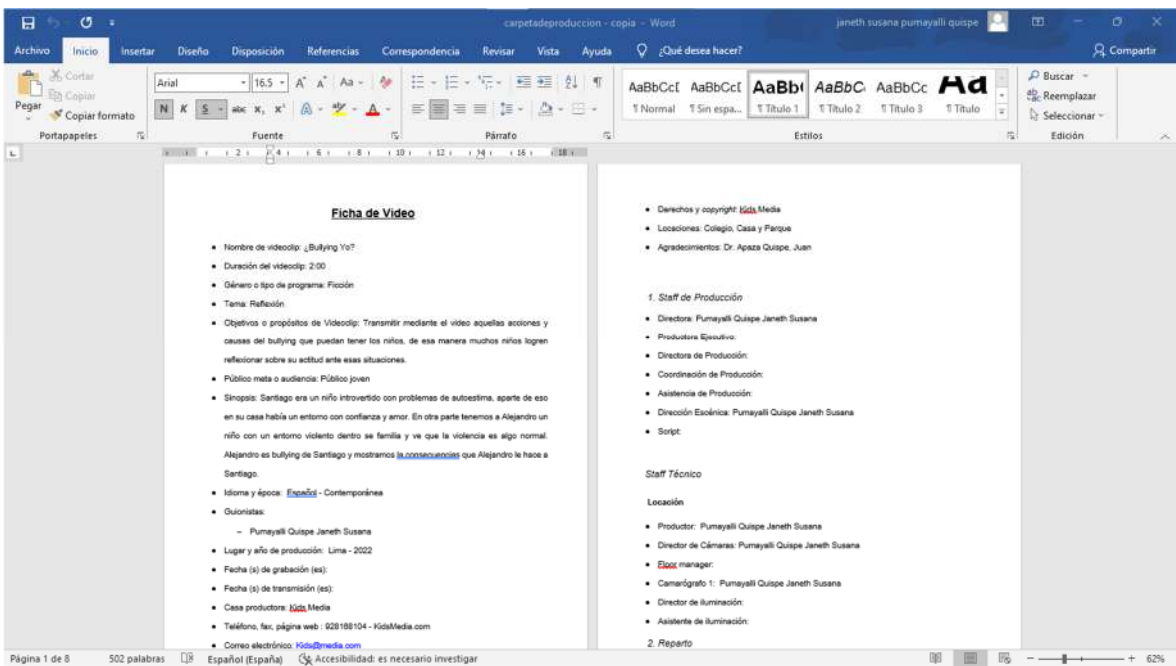 carpetadeproduccion - copia - Word
janeth susana pumayalli quispe
Archivo Inicio Insertar Diseño Disposición Referencias Correspondencia Revisar Vista Ayuda ¿Qué desea hacer? Compartir
Pegar
Cortar
Copiar
Copiar formato
Portapapeles
Arial 16.5
N K S abc x₂ x²
Fuente
Párrafo
AaBbCcI AaBbCcI AaBb( AaBbC AaBbCc Ad
¶ Normal ¶ Sin espa... ¶ Título 1 ¶ Título 2 ¶ Título 3 ¶ Título
Estilos
Buscar
Reemplazar
Seleccionar
Edición
2 4 6 8 10 12 14 16 18
Ficha de Video
• Nombre de videoclip: ¿Bullying Yo?
• Duración del videoclip: 2:00
• Género o tipo de programa: Ficción
• Tema: Reflexión
• Objetivos o propósitos de Videoclip: Transmitir mediante el video aquellas acciones y
causas del bullying que puedan tener los niños, de esa manera muchos niños logren
reflexionar sobre su actitud ante esas situaciones.
• Público meta o audiencia: Público joven
• Sinopsis: Santiago era un niño introvertido con problemas de autoestima, aparte de eso
en su casa había un entorno con confianza y amor. En otra parte tenemos a Alejandro un
niño con un entorno violento dentro se familia y ve que la violencia es algo normal.
Alejandro es bullying de Santiago y mostramos la consecuencias que Alejandro le hace a
Santiago.
• Idioma y época: Español - Contemporánea
• Guionistas:
– Pumayalli Quispe Janeth Susana
• Lugar y año de producción: Lima - 2022
• Fecha (s) de grabación (es):
• Fecha (s) de transmisión (es):
• Casa productora: Kids Media
• Teléfono, fax, página web : 928168104 - KidsMedia.com
• Correo electrónico: Kids@media.com
• Derechos y copyright: Kids Media
• Locaciones: Colegio, Casa y Parque
• Agradecimientos: Dr. Apaza Quispe, Juan
1. Staff de Producción
• Directora: Pumayalli Quispe Janeth Susana
• Productora Ejecutiva:
• Directora de Producción:
• Coordinación de Producción:
• Asistencia de Producción:
• Dirección Escénica: Pumayalli Quispe Janeth Susana
• Script:
Staff Técnico
Locación
• Productor: Pumayalli Quispe Janeth Susana
• Director de Cámaras: Pumayalli Quispe Janeth Susana
• Floor manager:
• Camarógrafo 1: Pumayalli Quispe Janeth Susana
• Director de iluminación:
• Asistente de iluminación:
2. Reparto
Página 1 de 8 502 palabras Español (España) Accesibilidad: es necesario investigar 62%